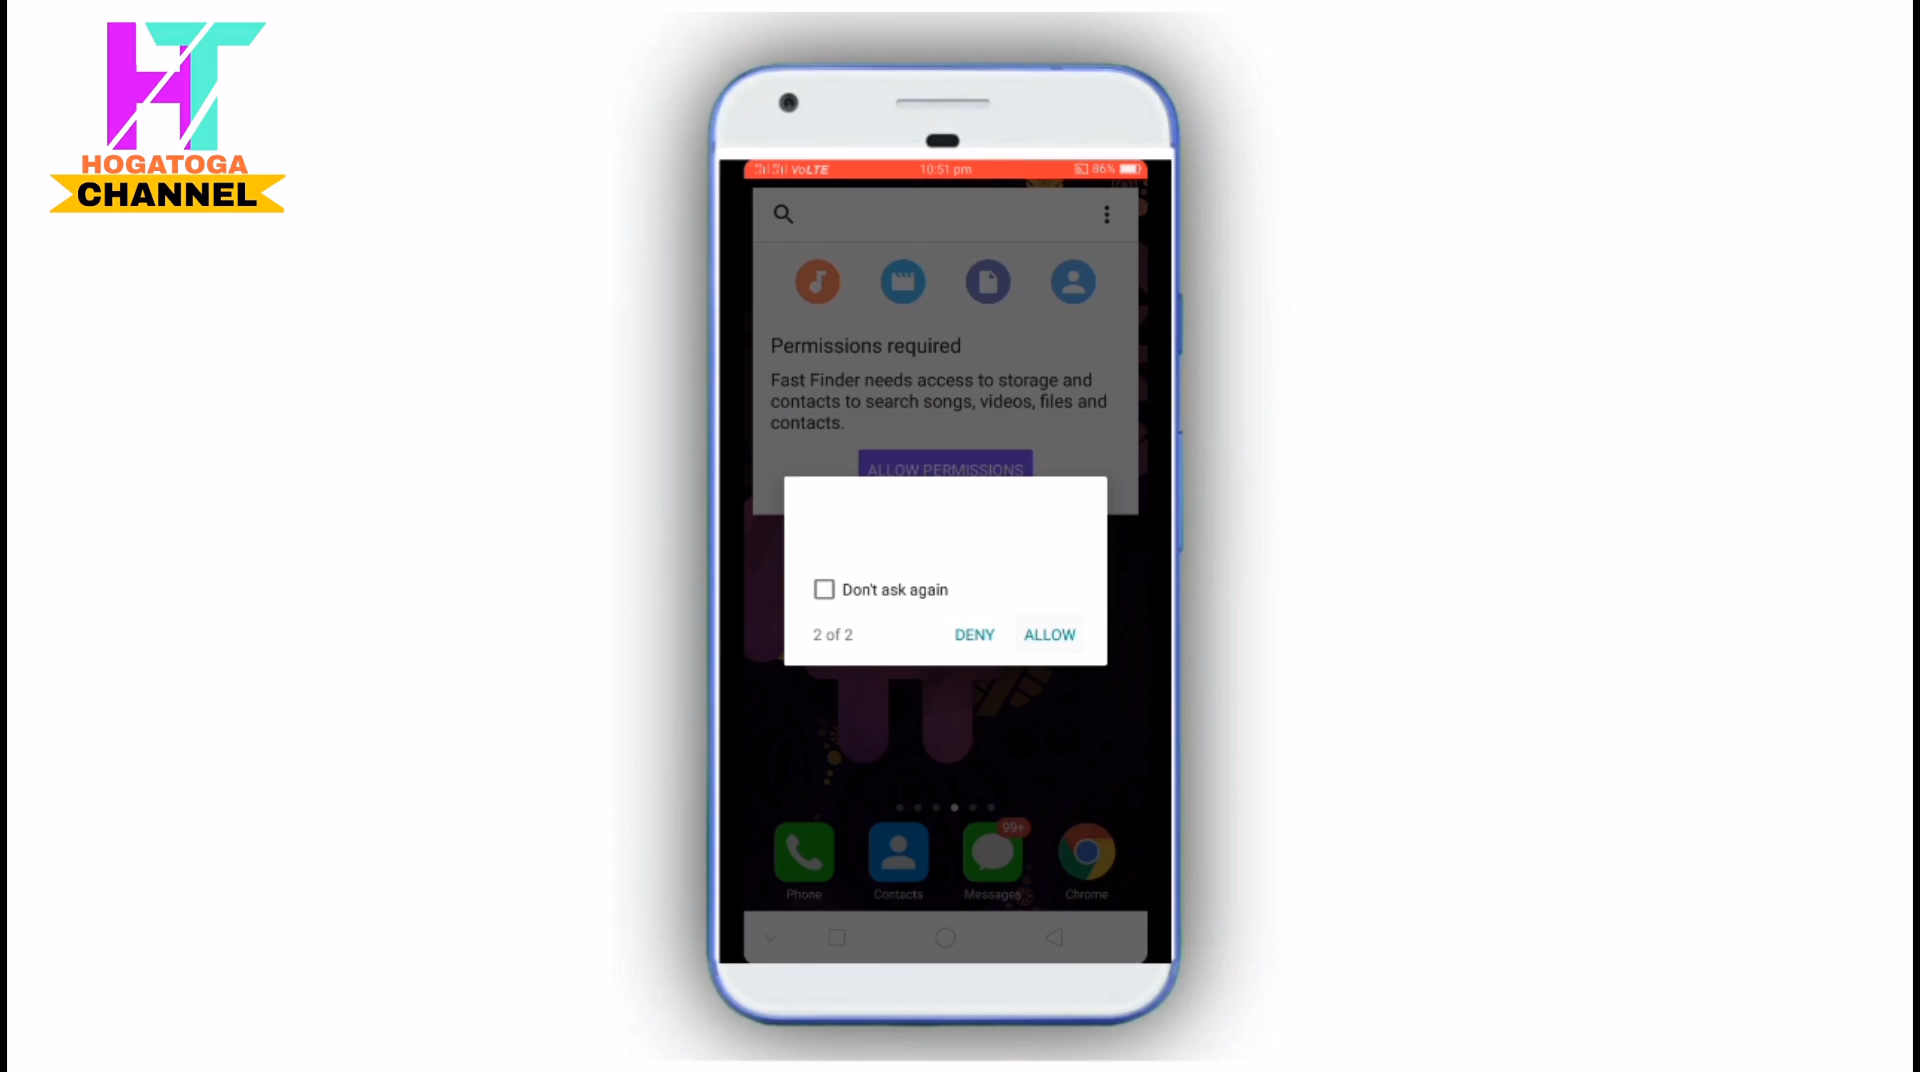 HT
HOGATOGA
CHANNEL
VoLTE 10:51 pm 86%
Permissions required
Fast Finder needs access to storage and
contacts to search songs, videos, files and
contacts.
ALLOW PERMISSIONS
Don't ask again
2 of 2 DENY ALLOW
99+
Phone Contacts Messages Chrome